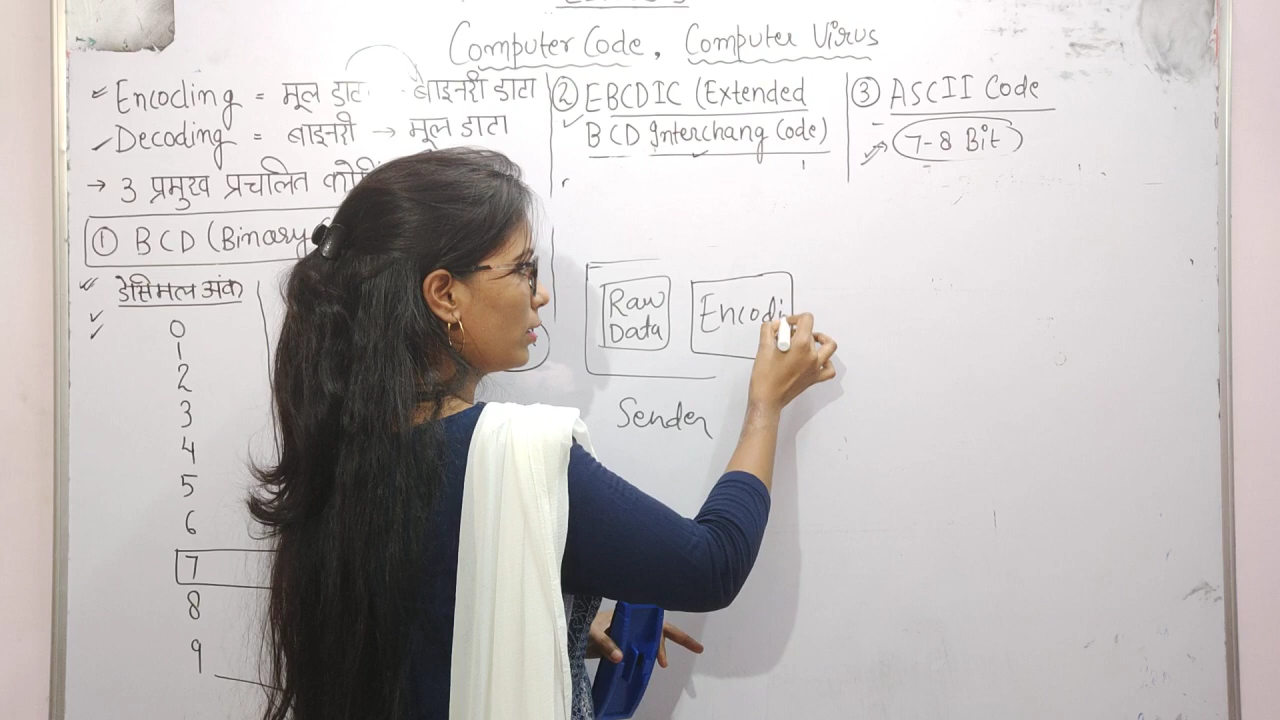 Computer Code, Computer Virus
Encoding = मूल डाटा बाइनरी डाटा
Decoding = बाइनरी → मूल डाटा
→ 3 प्रमुख प्रचलित
① BCD (Binary
डेसिमल अंक
0
1
2
3
4
5
6
7
8
9
② EBCDIC (Extended
BCD Interchang Code)
③ ASCII Code
7-8 Bit
Raw
Data
Encodi
Sender